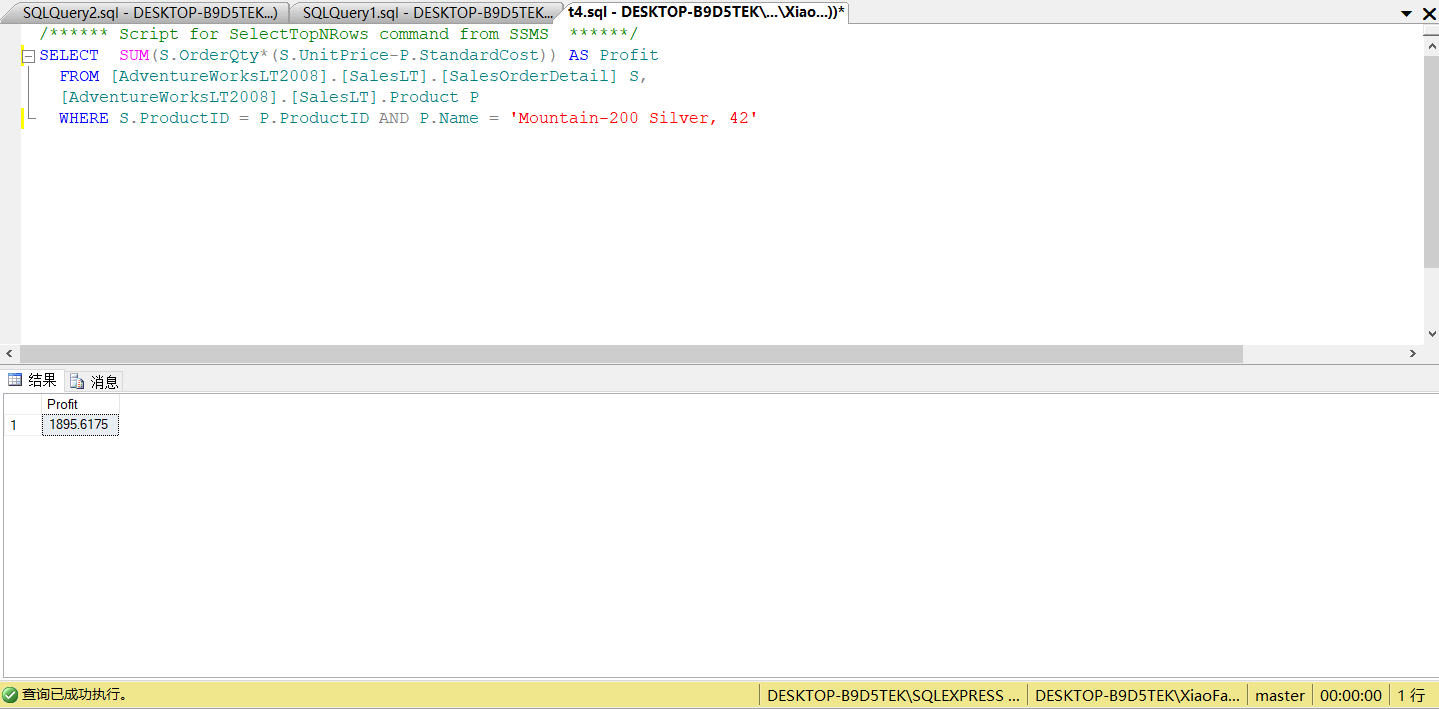 SQLQuery2.sql - DESKTOP-B9D5TEK...) SQLQuery1.sql - DESKTOP-B9D5TEK... t4.sql - DESKTOP-B9D5TEK\...\Xiao...))*
/****** Script for SelectTopNRows command from SSMS  ******/
SELECT  SUM(S.OrderQty*(S.UnitPrice-P.StandardCost)) AS Profit
FROM [AdventureWorksLT2008].[SalesLT].[SalesOrderDetail] S,
[AdventureWorksLT2008].[SalesLT].Product P
WHERE S.ProductID = P.ProductID AND P.Name = 'Mountain-200 Silver, 42'
结果 消息
Profit
1 1895.6175
查询已成功执行。 DESKTOP-B9D5TEK\SQLEXPRESS ... DESKTOP-B9D5TEK\XiaoFa... master 00:00:00 1 行